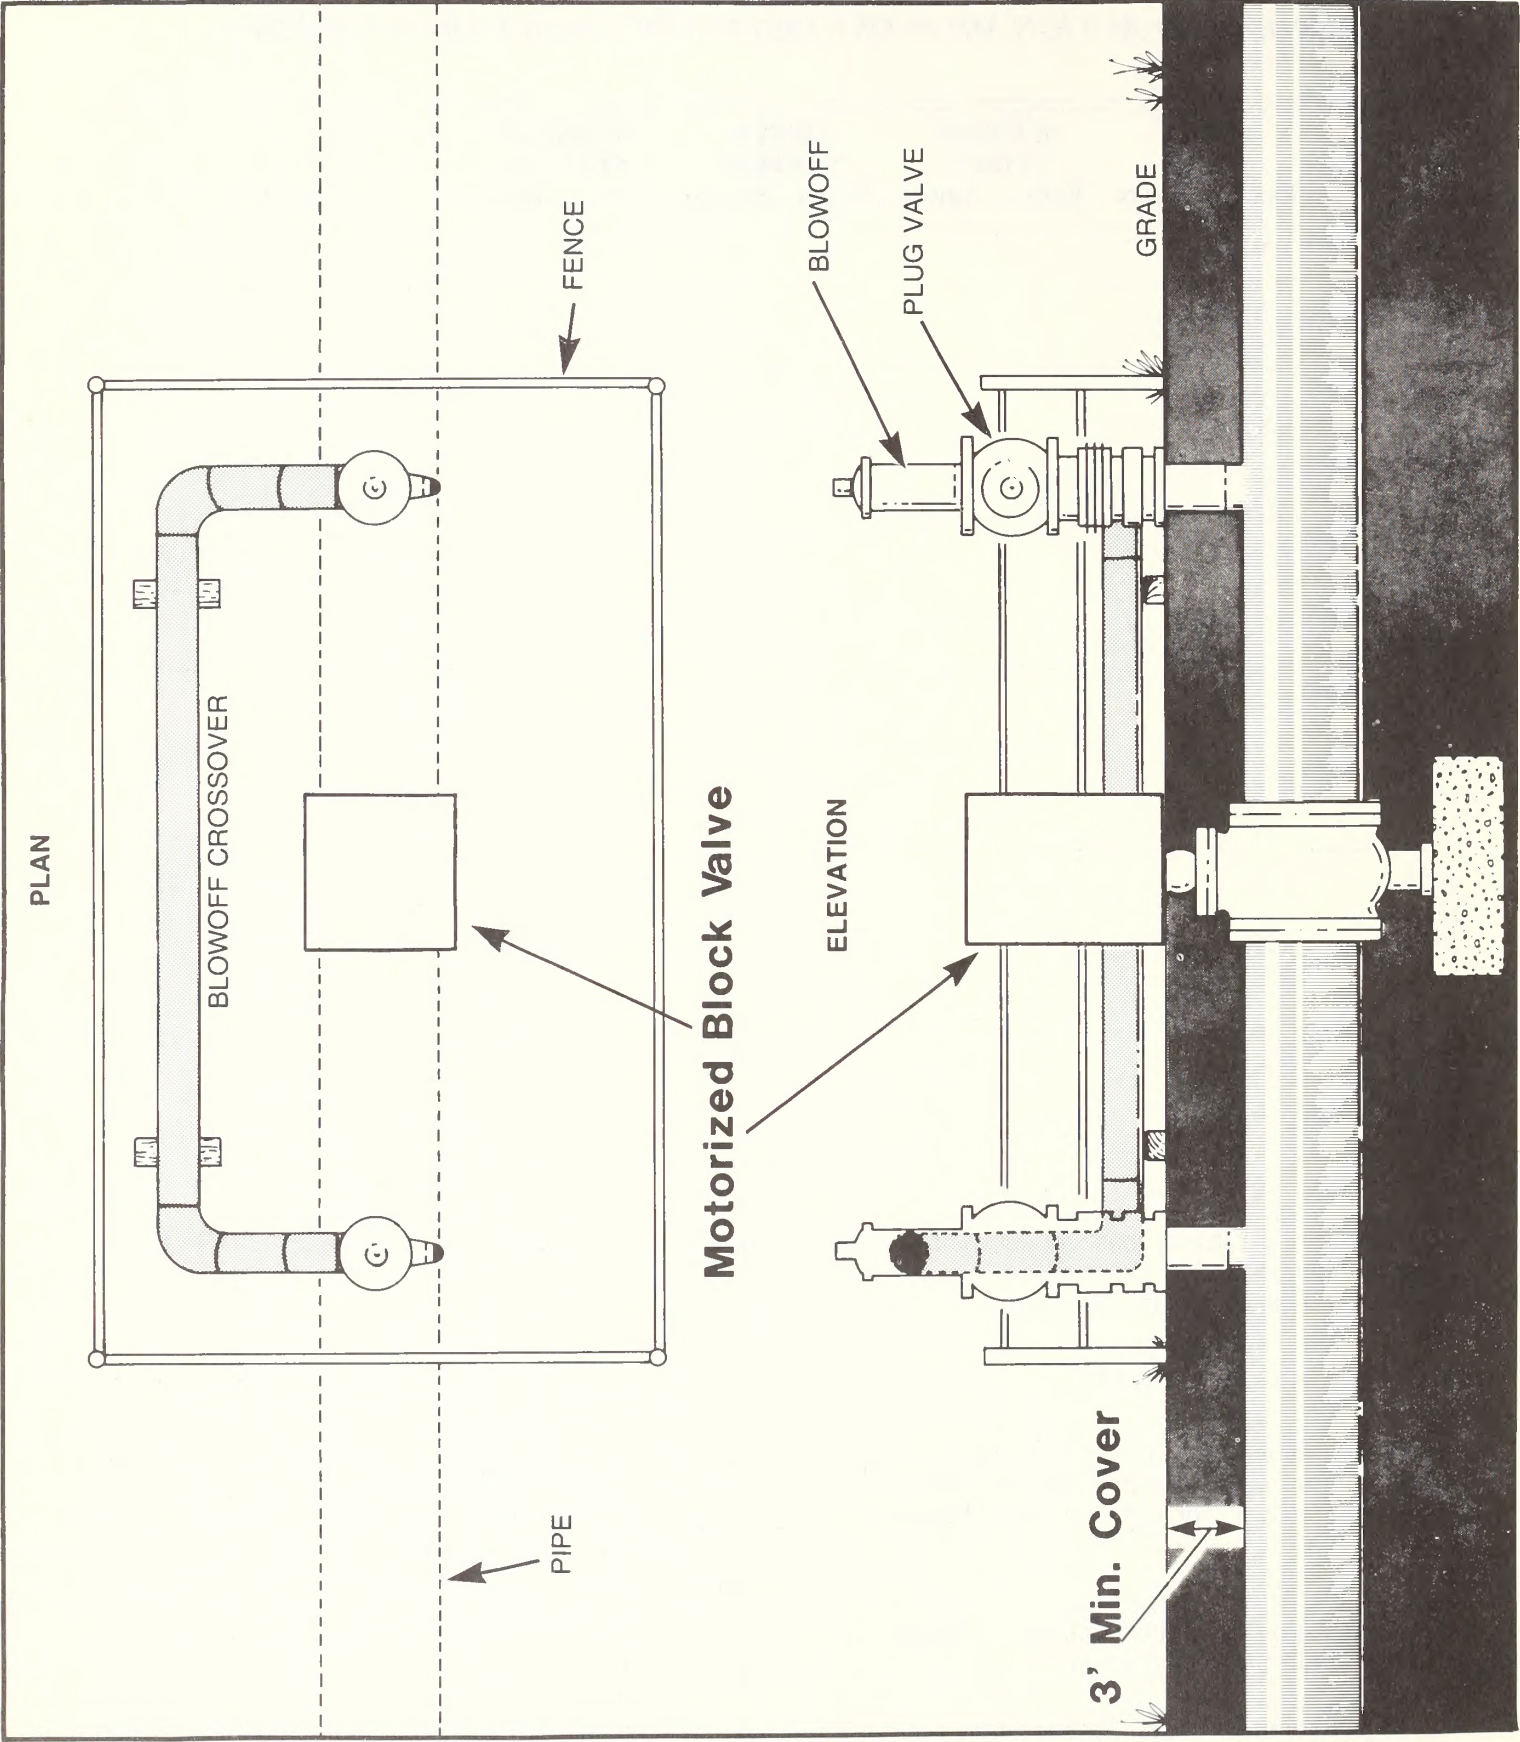 PLAN
BLOWOFF CROSSOVER
FENCE
PIPE
Motorized Block Valve
ELEVATION
BLOWOFF
PLUG VALVE
GRADE
3' Min. Cover